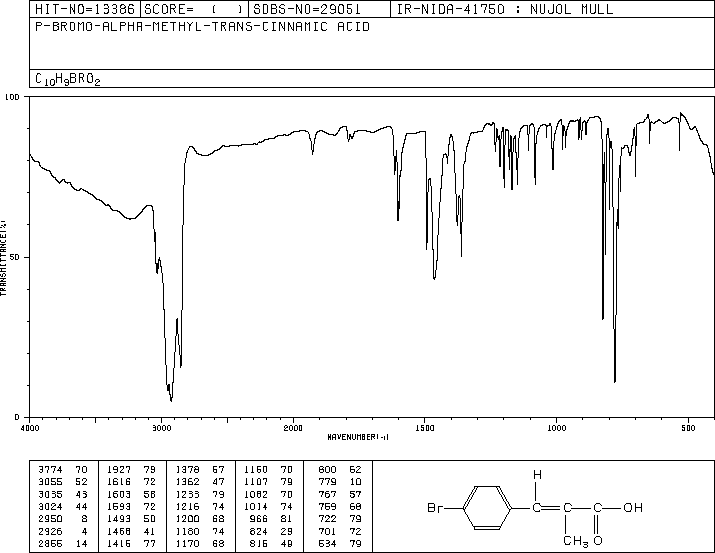 HIT-NO=13386 SCORE= ( ) SDBS-NO=29051 IR-NIDA-41750 : NUJOL MULL
P-BROMO-ALPHA-METHYL-TRANS-CINNAMIC ACID
C10H9BRO2
100
50
0
TRANSMITTANCE(%)
4000 3000 2000 1500 1000 500
WAVENUMBER(-1)
3774 70 1927 79 1378 57 1150 70 800 62
3055 52 1616 72 1362 47 1107 79 779 10
3035 43 1603 58 1233 79 1082 70 767 57
3024 44 1593 72 1216 74 1014 74 759 68
2950 8 1493 50 1200 68 966 81 722 79
2926 4 1468 41 1180 74 824 29 701 72
2855 14 1415 77 1170 68 816 49 534 79
H
Br
OH
CH3
O